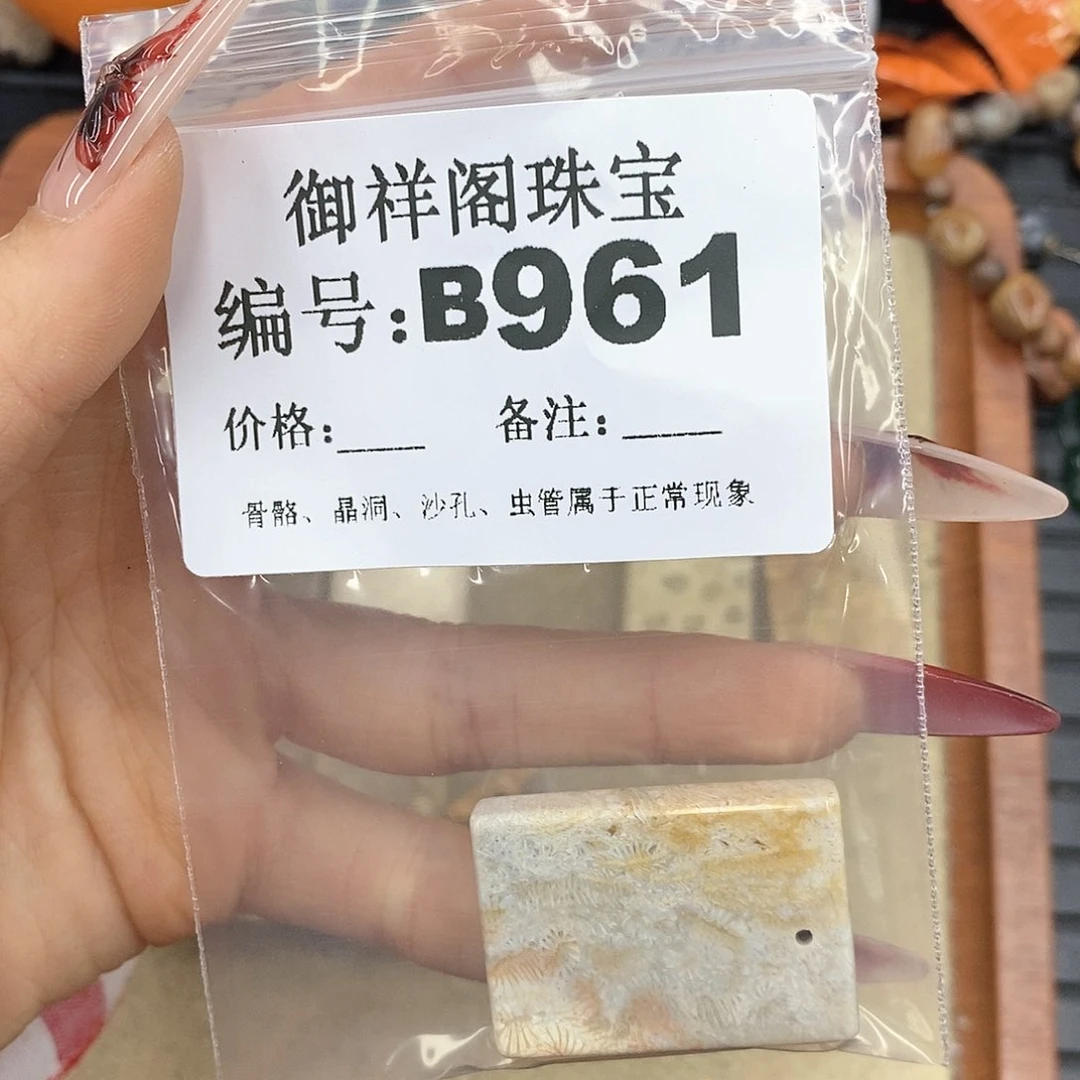 御祥阁珠宝
编号:B961
价格:___ 备注:____
骨骼、晶洞、沙孔、虫管属于正常现象